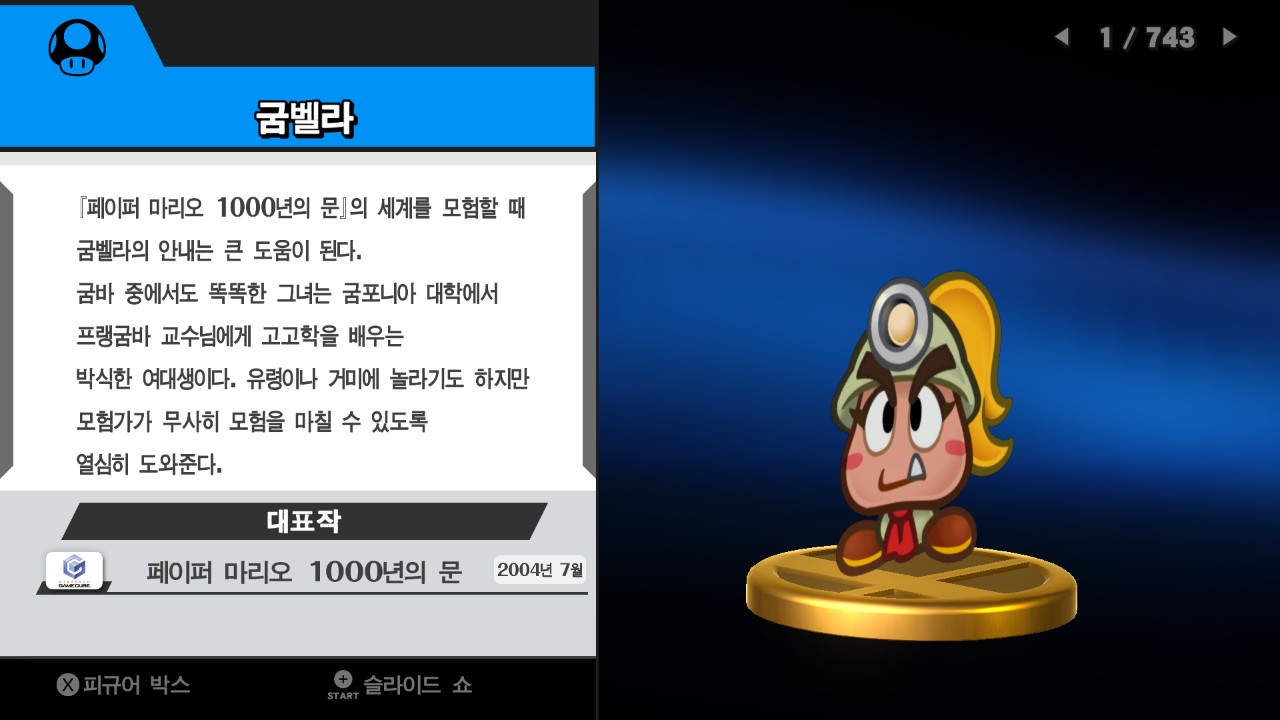 1 / 743
굼벨라
『페이퍼 마리오 1000년의 문』의 세계를 모험할 때
굼벨라의 안내는 큰 도움이 된다.
굼바 중에서도 똑똑한 그녀는 굼포니아 대학에서
프랭굼바 교수님에게 고고학을 배우는
박식한 여대생이다. 유령이나 거미에 놀라기도 하지만
모험가가 무사히 모험을 마칠 수 있도록
열심히 도와준다.
대표작
NINTENDO
GAMECUBE
페이퍼 마리오 1000년의 문 2004년 7월
X 피규어 박스
START 슬라이드 쇼